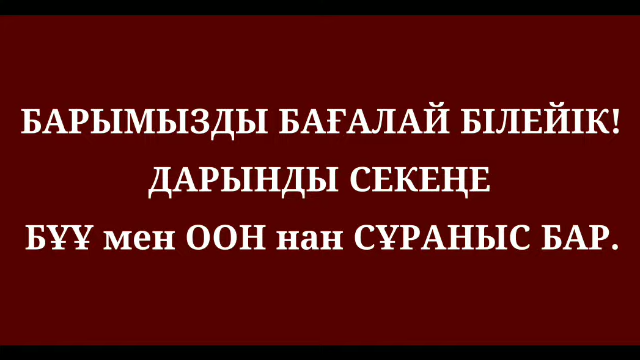 БАРЫМЫЗДЫ БАҒАЛАЙ БІЛЕЙІК!
ДАРЫНДЫ СЕКЕҢЕ
БҰҰ мен ООН нан СҰРАНЫС БАР.